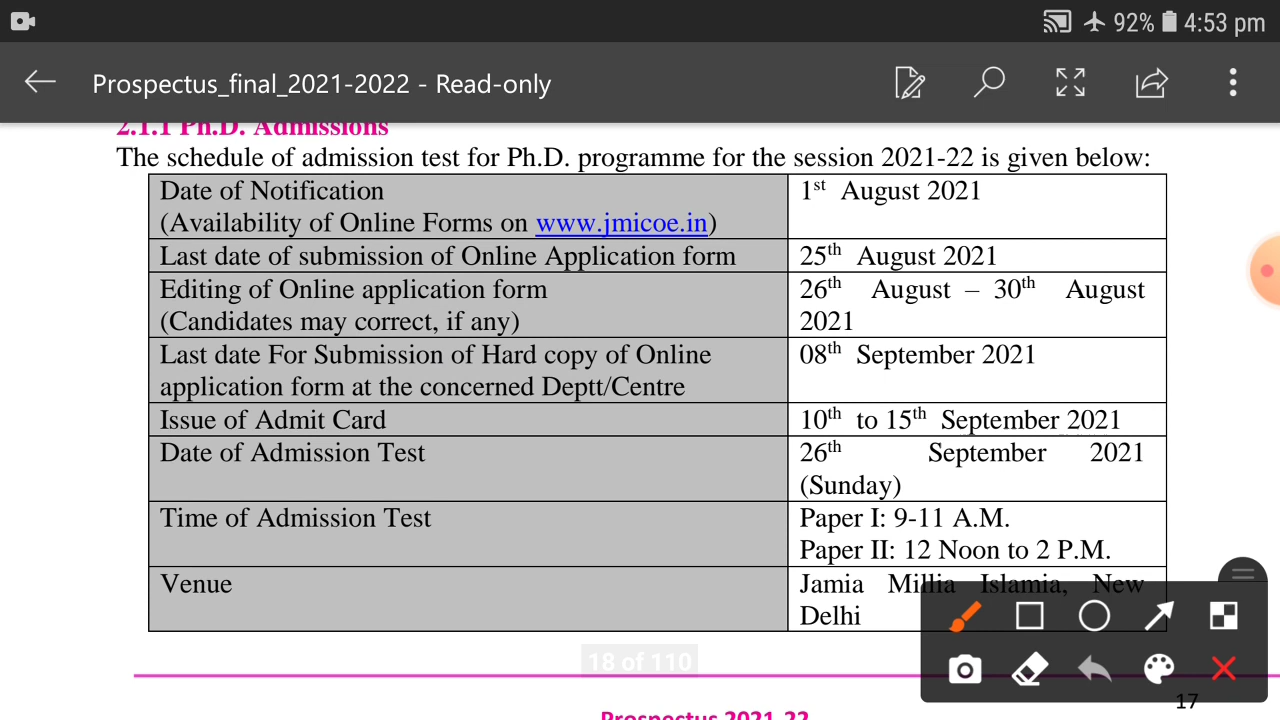 92% 4:53 pm
Prospectus_final_2021-2022 - Read-only
2.1.1 Ph.D. Admissions
The schedule of admission test for Ph.D. programme for the session 2021-22 is given below:
Date of Notification
(Availability of Online Forms on www.jmicoe.in)
1st August 2021
Last date of submission of Online Application form
25th August 2021
Editing of Online application form
(Candidates may correct, if any)
26th August – 30th August
2021
Last date For Submission of Hard copy of Online
application form at the concerned Deptt/Centre
08th September 2021
Issue of Admit Card
10th to 15th September 2021
Date of Admission Test
26th September 2021
(Sunday)
Time of Admission Test
Paper I: 9-11 A.M.
Paper II: 12 Noon to 2 P.M.
Venue
Jamia Millia Islamia, New
Delhi
18 of 110
17
Prospectus 2021-22